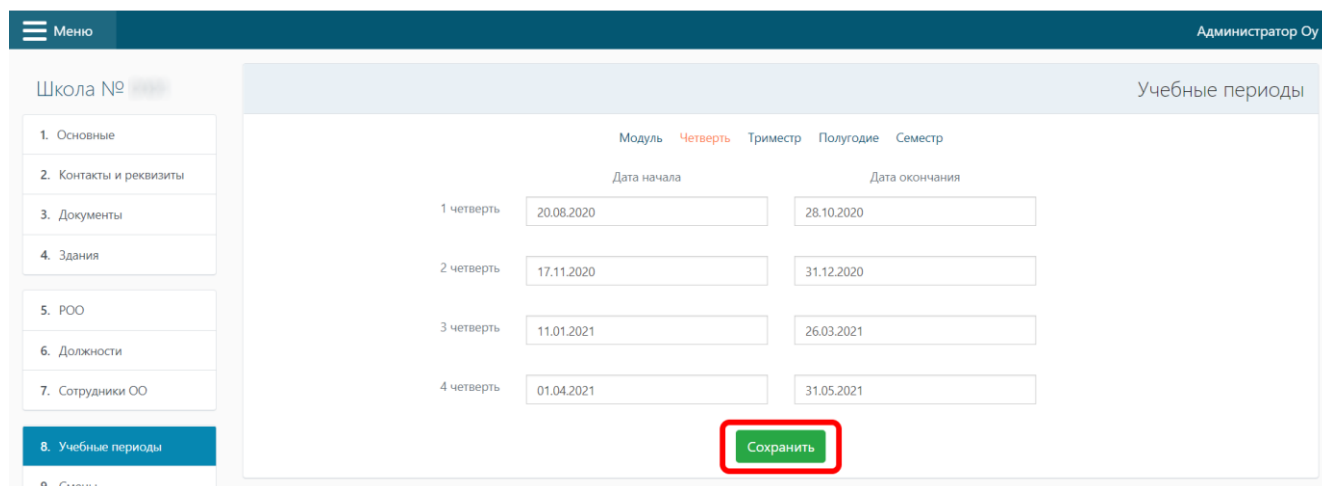 Меню
Администратор Оу
Школа №
Учебные периоды
1. Основные
2. Контакты и реквизиты
3. Документы
4. Здания
5. РОО
6. Должности
7. Сотрудники ОО
8. Учебные периоды
Модуль Четверть Триместр Полугодие Семестр
Дата начала Дата окончания
1 четверть 20.08.2020 28.10.2020
2 четверть 17.11.2020 31.12.2020
3 четверть 11.01.2021 26.03.2021
4 четверть 01.04.2021 31.05.2021
Сохранить